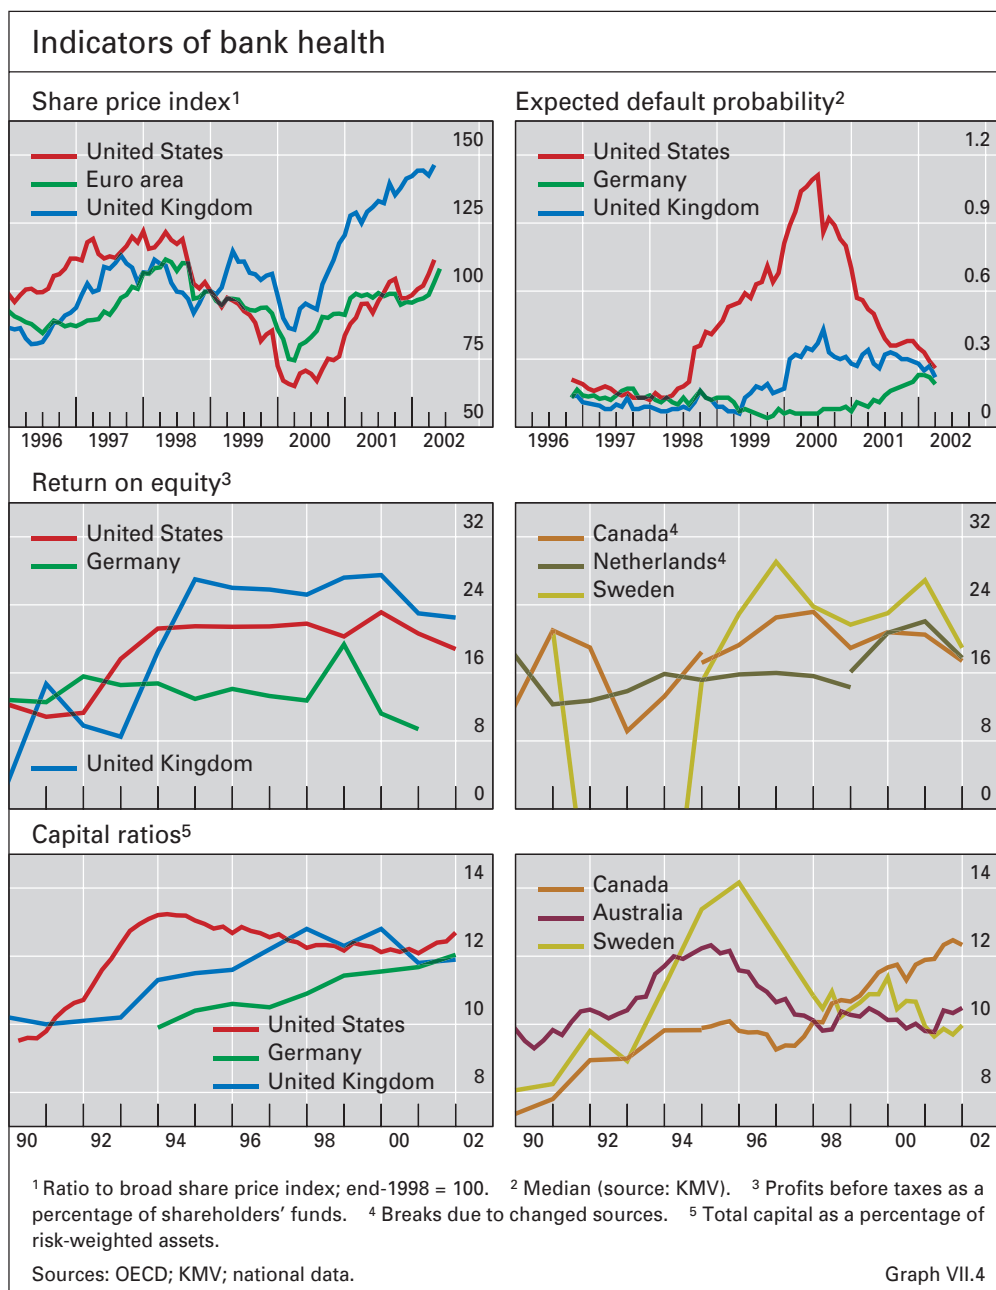 Indicators of bank health
Share price index¹
United States
Euro area
United Kingdom
150
125
100
75
50
1996 1997 1998 1999 2000 2001 2002
Expected default probability²
United States
Germany
United Kingdom
1.2
0.9
0.6
0.3
0
1996 1997 1998 1999 2000 2001 2002
Return on equity³
United States
Germany
United Kingdom
32
24
16
8
0
Canada⁴
Netherlands⁴
Sweden
32
24
16
8
0
Capital ratios⁵
United States
Germany
United Kingdom
14
12
10
8
90 92 94 96 98 00 02
Canada
Australia
Sweden
14
12
10
8
90 92 94 96 98 00 02
¹ Ratio to broad share price index; end-1998 = 100. ² Median (source: KMV). ³ Profits before taxes as a
percentage of shareholders’ funds. ⁴ Breaks due to changed sources. ⁵ Total capital as a percentage of
risk-weighted assets.
Sources: OECD; KMV; national data. Graph VII.4